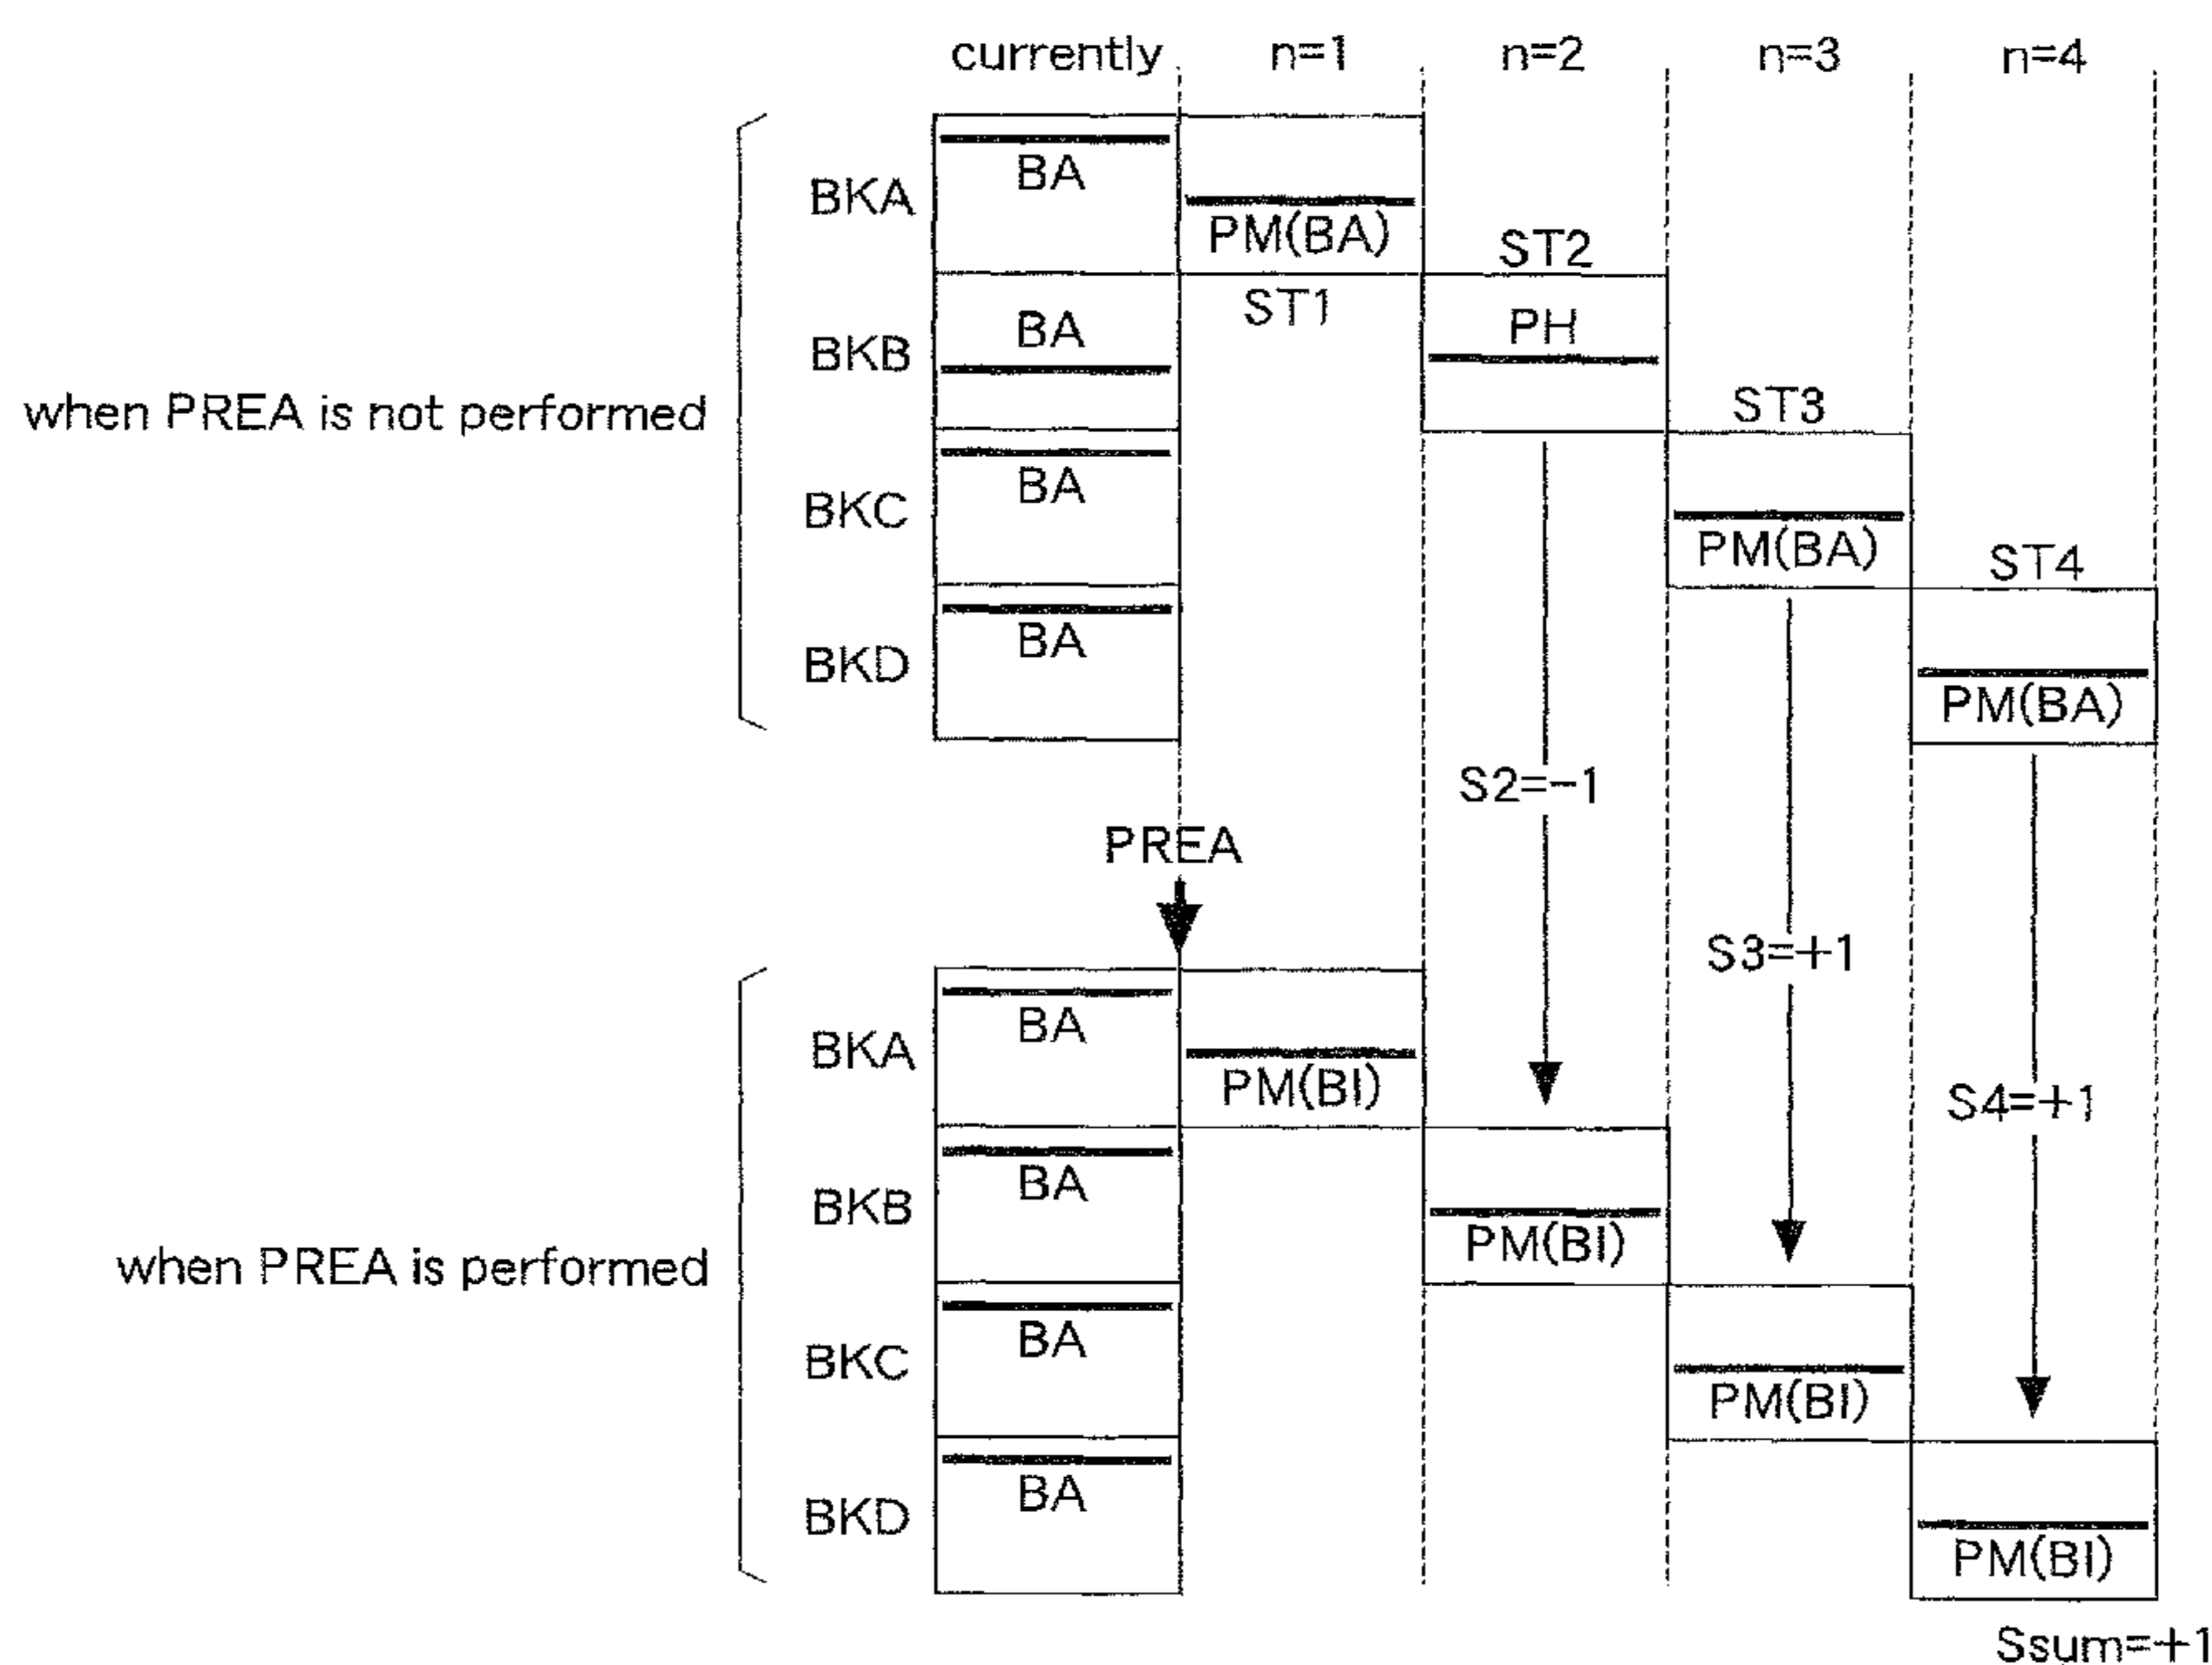 currently n=1 n=2 n=3 n=4
BA
BKA
PM(BA)
ST2
ST1
BA
PH
BKB
ST3
when PREA is not performed
BA
BKC
PM(BA)
ST4
BA
BKD
PM(BA)
S2=-1
PREA
S3=+1
BA
BKA
PM(BI)
S4=+1
BA
BKB
PM(BI)
when PREA is performed
BA
BKC
PM(BI)
BA
BKD
PM(BI)
Ssum=+1